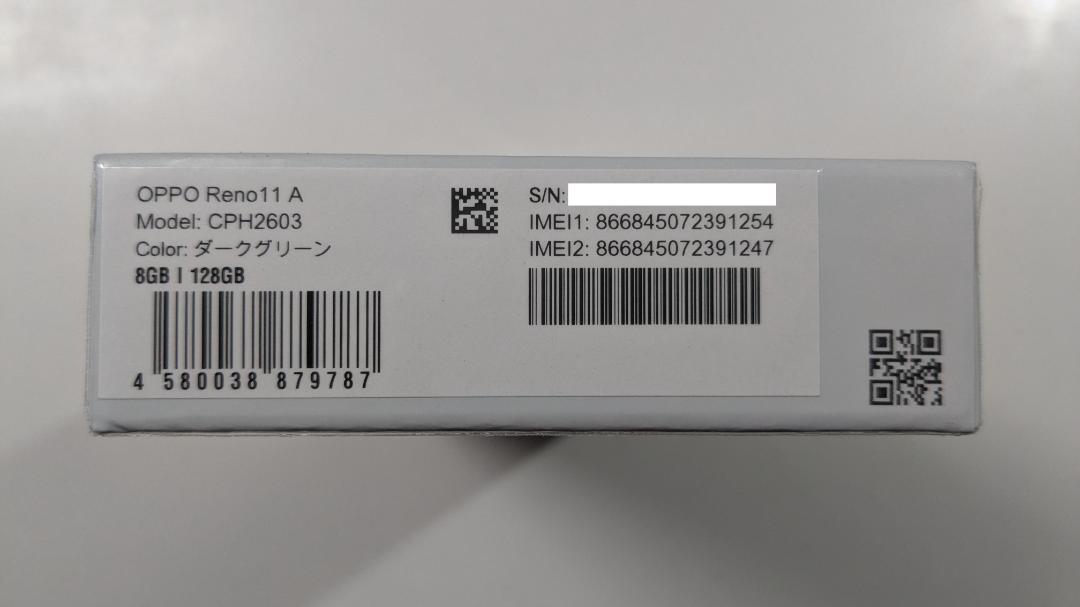 OPPO Reno11 A
Model: CPH2603
Color: ダークグリーン
8GB | 128GB
4 580038 879787
S/N:
IMEI1: 866845072391254
IMEI2: 866845072391247